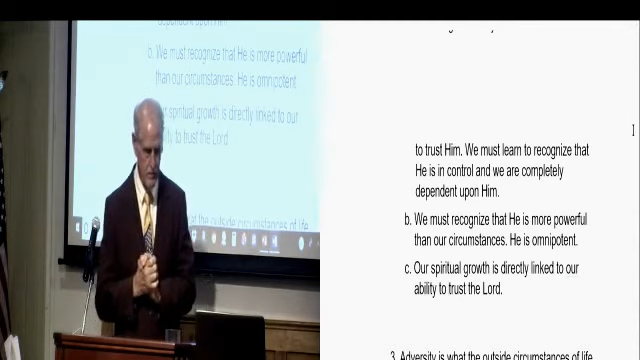 dependent upon Him.
b. We must recognize that He is more powerful
than our circumstances. He is omnipotent
spiritual growth is directly linked to our
to trust the Lord
at the outside circumstances of life
to trust Him. We must learn to recognize that
He is in control and we are completely
dependent upon Him.
b. We must recognize that He is more powerful
than our circumstances. He is omnipotent.
c. Our spiritual growth is directly linked to our
ability to trust the Lord.
3. Adversity is what the outside circumstances of life